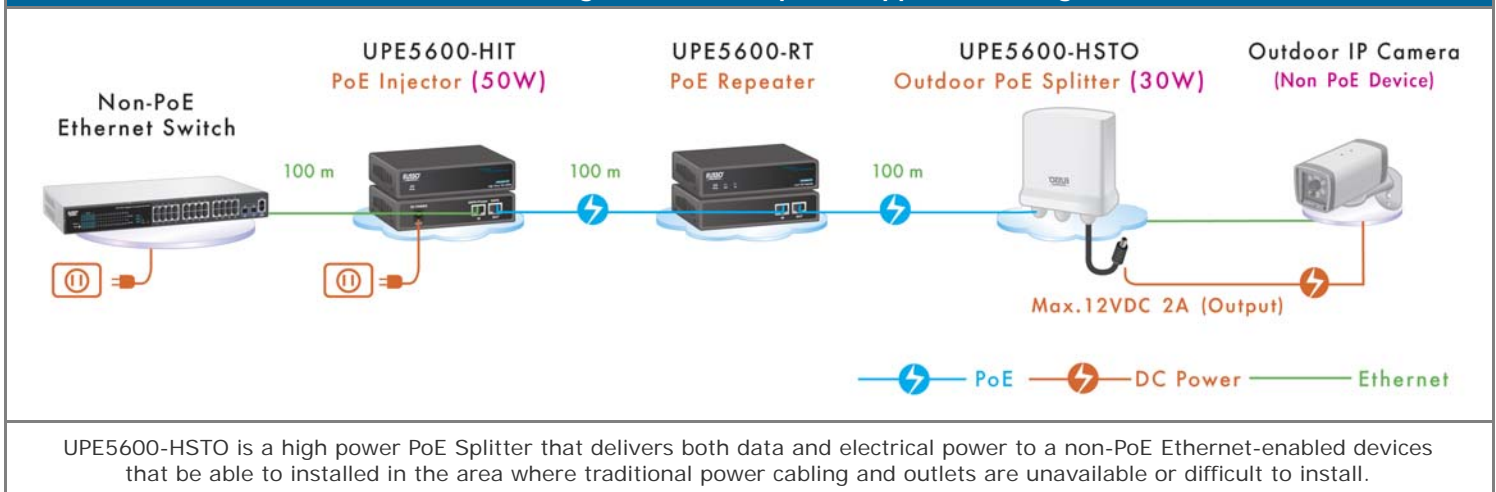 UPE5600-HIT
PoE Injector (50W)
UPE5600-RT
PoE Repeater
UPE5600-HSTO
Outdoor PoE Splitter (30W)
Outdoor IP Camera
(Non PoE Device)
Non-PoE
Ethernet Switch
100 m
100 m
100 m
Max.12VDC 2A (Output)
PoE
DC Power
Ethernet
UPE5600-HSTO is a high power PoE Splitter that delivers both data and electrical power to a non-PoE Ethernet-enabled devices
that be able to installed in the area where traditional power cabling and outlets are unavailable or difficult to install.